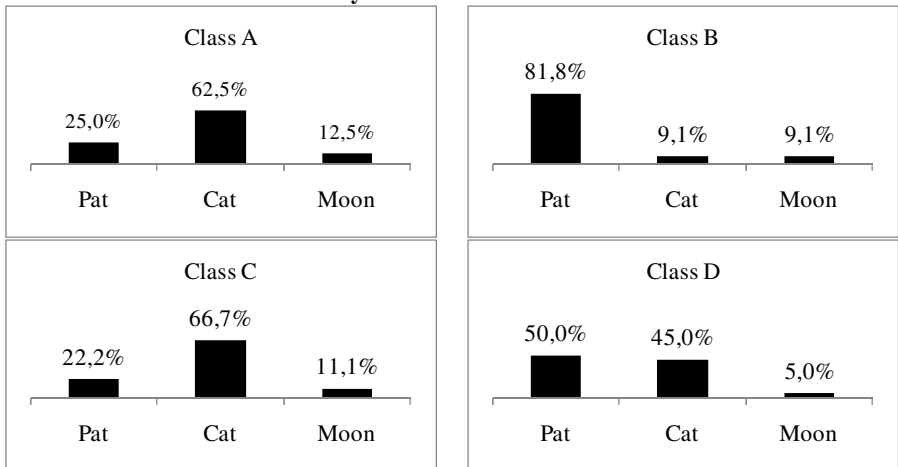 Class A
62,5%
25,0%
12,5%
Pat Cat Moon
Class B
81,8%
9,1% 9,1%
Pat Cat Moon
Class C
66,7%
22,2%
11,1%
Pat Cat Moon
Class D
50,0% 45,0%
5,0%
Pat Cat Moon